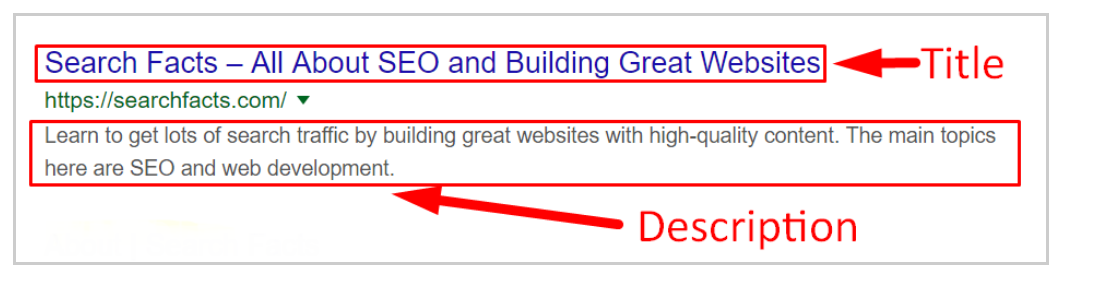 Search Facts – All About SEO and Building Great Websites
Title
https://searchfacts.com/
Learn to get lots of search traffic by building great websites with high-quality content. The main topics
here are SEO and web development.
Description